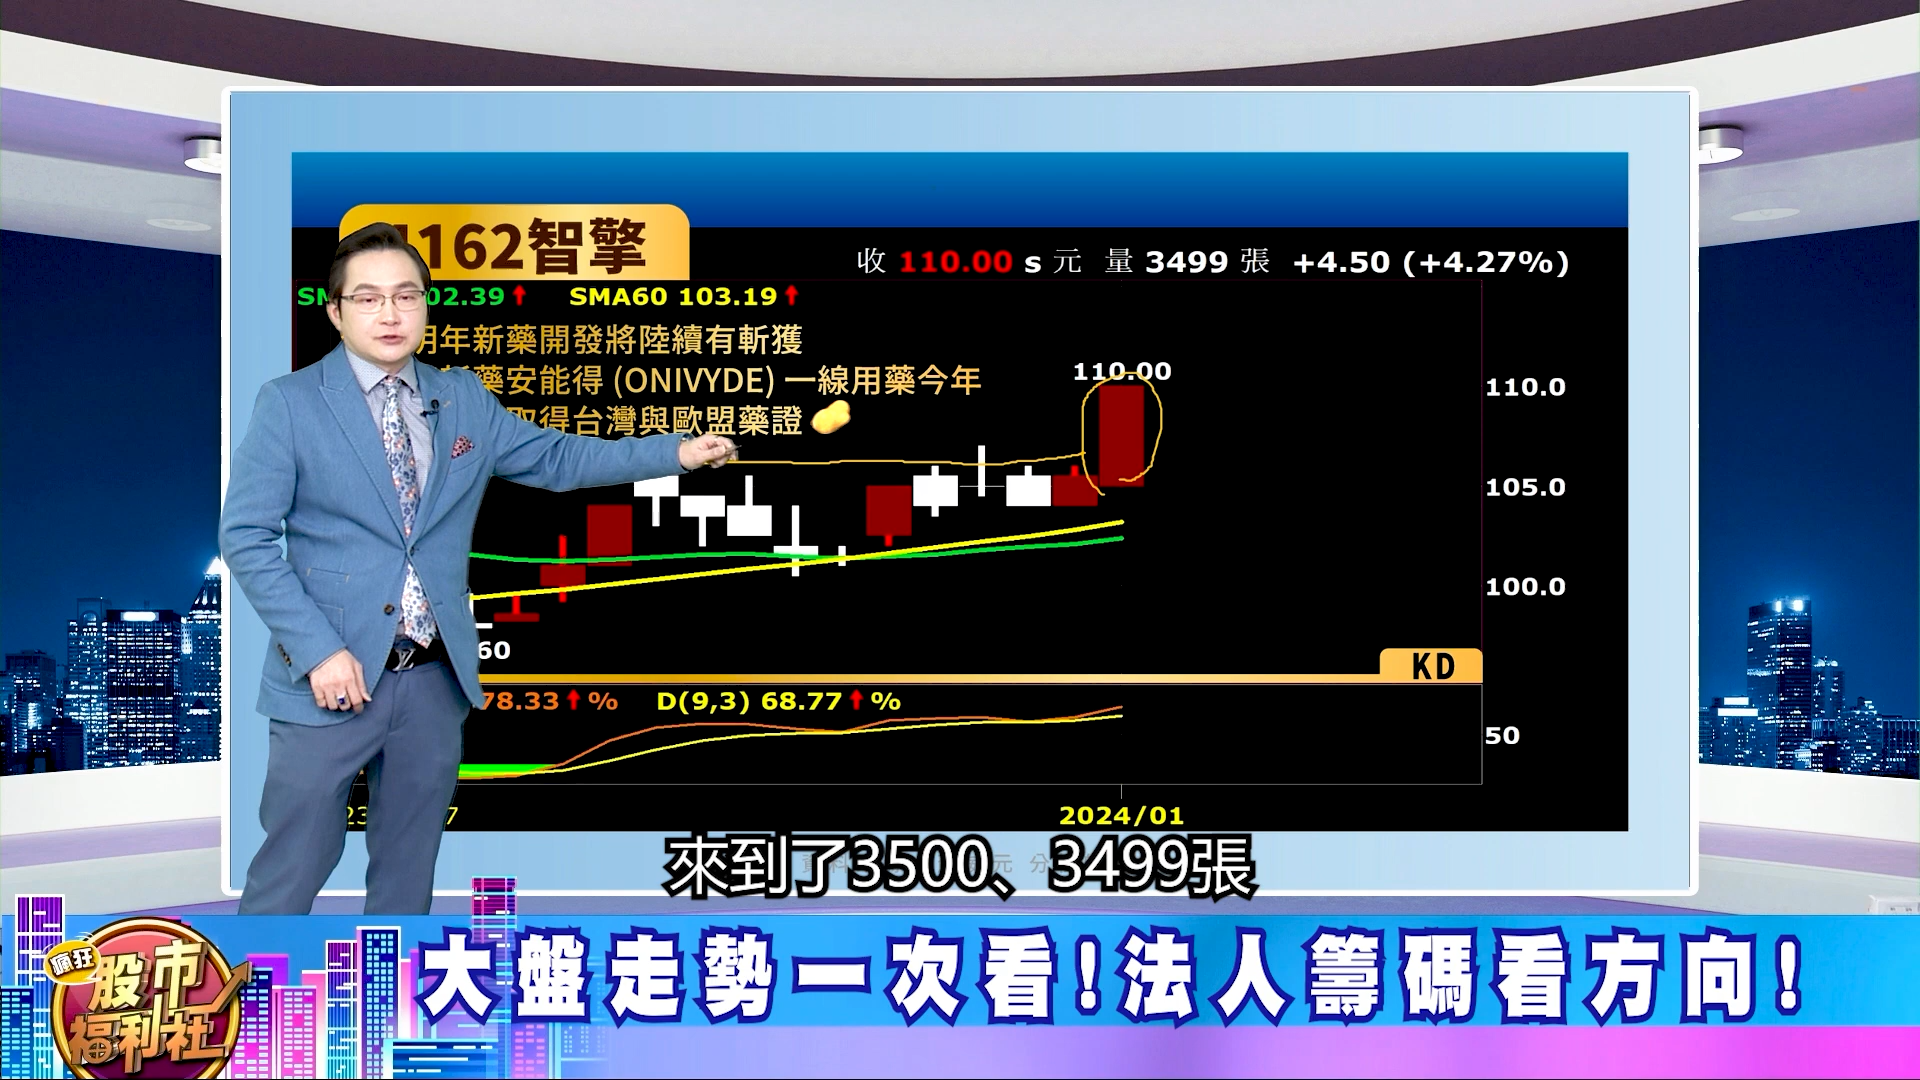 162智擎
收 110.00 s 元 量 3499 張 +4.50 (+4.27%)
02.39↑ SMA60 103.19↑
明年新藥開發將陸續有斬獲
新藥安能得 (ONIVYDE) 一線用藥今年
取得台灣與歐盟藥證
110.00
110.0
105.0
100.0
60
KD
78.33↑% D(9,3) 68.77↑%
50
2024/01
來到了3500、3499張
瘋狂
股市
福利社
大盤走勢一次看!法人籌碼看方向!